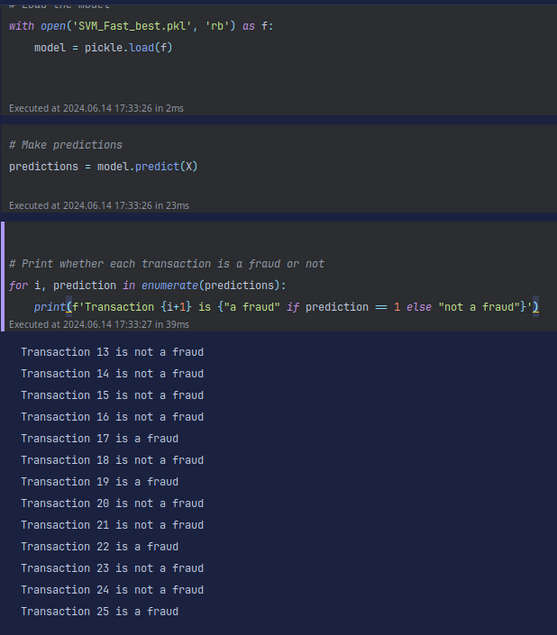 # Load the model
with open('SVM_Fast_best.pkl', 'rb') as f:
    model = pickle.load(f)
Executed at 2024.06.14 17:33:26 in 2ms
# Make predictions
predictions = model.predict(X)
Executed at 2024.06.14 17:33:26 in 23ms
# Print whether each transaction is a fraud or not
for i, prediction in enumerate(predictions):
    print(f'Transaction {i+1} is {"a fraud" if prediction == 1 else "not a fraud"}')
Executed at 2024.06.14 17:33:27 in 39ms
Transaction 13 is not a fraud
Transaction 14 is not a fraud
Transaction 15 is not a fraud
Transaction 16 is not a fraud
Transaction 17 is a fraud
Transaction 18 is not a fraud
Transaction 19 is a fraud
Transaction 20 is not a fraud
Transaction 21 is not a fraud
Transaction 22 is a fraud
Transaction 23 is not a fraud
Transaction 24 is not a fraud
Transaction 25 is a fraud